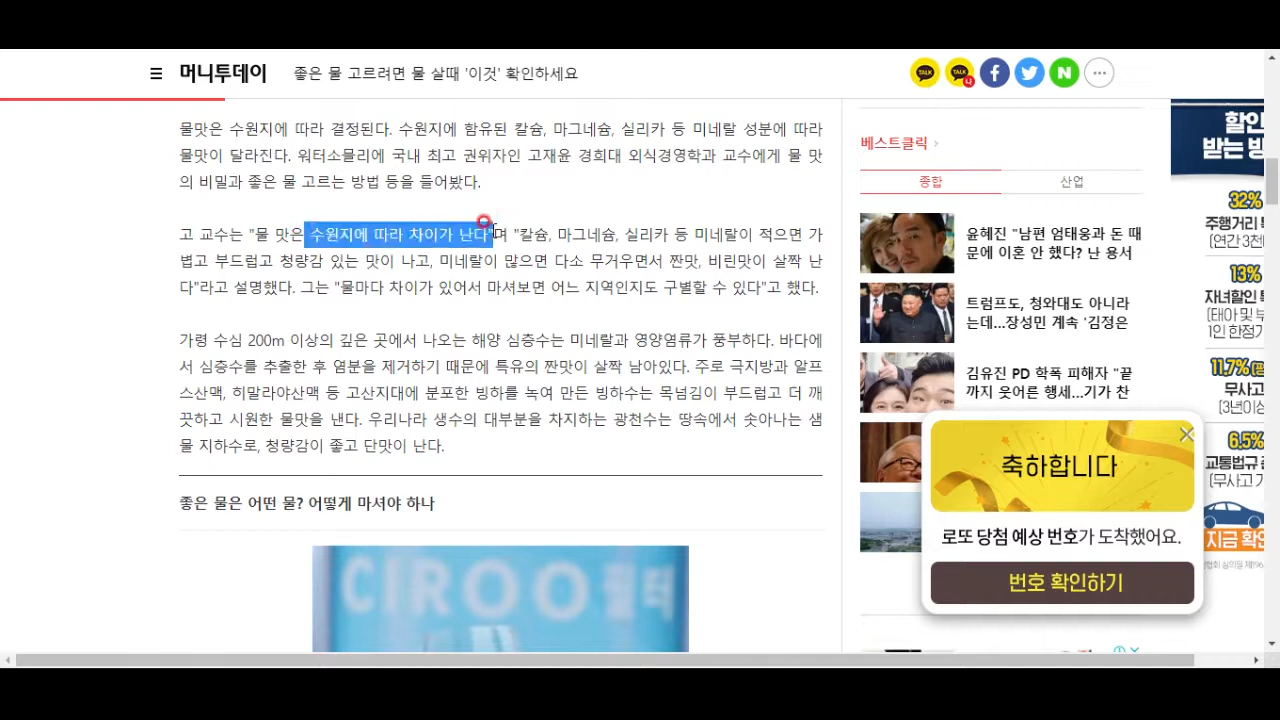 머니투데이
좋은 물 고르려면 물 살때 '이것' 확인하세요
TALK
TALK
나
N
물맛은 수원지에 따라 결정된다. 수원지에 함유된 칼슘, 마그네슘, 실리카 등 미네랄 성분에 따라
물맛이 달라진다. 워터소믈리에 국내 최고 권위자인 고재윤 경희대 외식경영학과 교수에게 물 맛
의 비밀과 좋은 물 고르는 방법 등을 들어봤다.
고 교수는 "물 맛은 수원지에 따라 차이가 난다"며 "칼슘, 마그네슘, 실리카 등 미네랄이 적으면 가
볍고 부드럽고 청량감 있는 맛이 나고, 미네랄이 많으면 다소 무거우면서 짠맛, 비린맛이 살짝 난
다"라고 설명했다. 그는 "물마다 차이가 있어서 마셔보면 어느 지역인지도 구별할 수 있다"고 했다.
가령 수심 200m 이상의 깊은 곳에서 나오는 해양 심층수는 미네랄과 영양염류가 풍부하다. 바다에
서 심층수를 추출한 후 염분을 제거하기 때문에 특유의 짠맛이 살짝 남아있다. 주로 극지방과 알프
스산맥, 히말라야산맥 등 고산지대에 분포한 빙하를 녹여 만든 빙하수는 목넘김이 부드럽고 더 깨
끗하고 시원한 물맛을 낸다. 우리나라 생수의 대부분을 차지하는 광천수는 땅속에서 솟아나는 샘
물 지하수로, 청량감이 좋고 단맛이 난다.
좋은 물은 어떤 물? 어떻게 마셔야 하나
베스트클릭
종합
산업
윤혜진 "남편 엄태웅과 돈 때
문에 이혼 안 했다? 난 용서
트럼프도, 청와대도 아니라
는데...장성민 계속 '김정은
김유진 PD 학폭 피해자 "끝
까지 웃어른 행세...기가 찬
축하합니다
로또 당첨 예상 번호가 도착했어요.
번호 확인하기
할인
받는 방
32%
주행거리
[연간 3천
13%
자녀할인
[태아 및
1인 한정
11.7%
무사고
[3년이상
6.5%
교통법규
[무사고
지금 확인